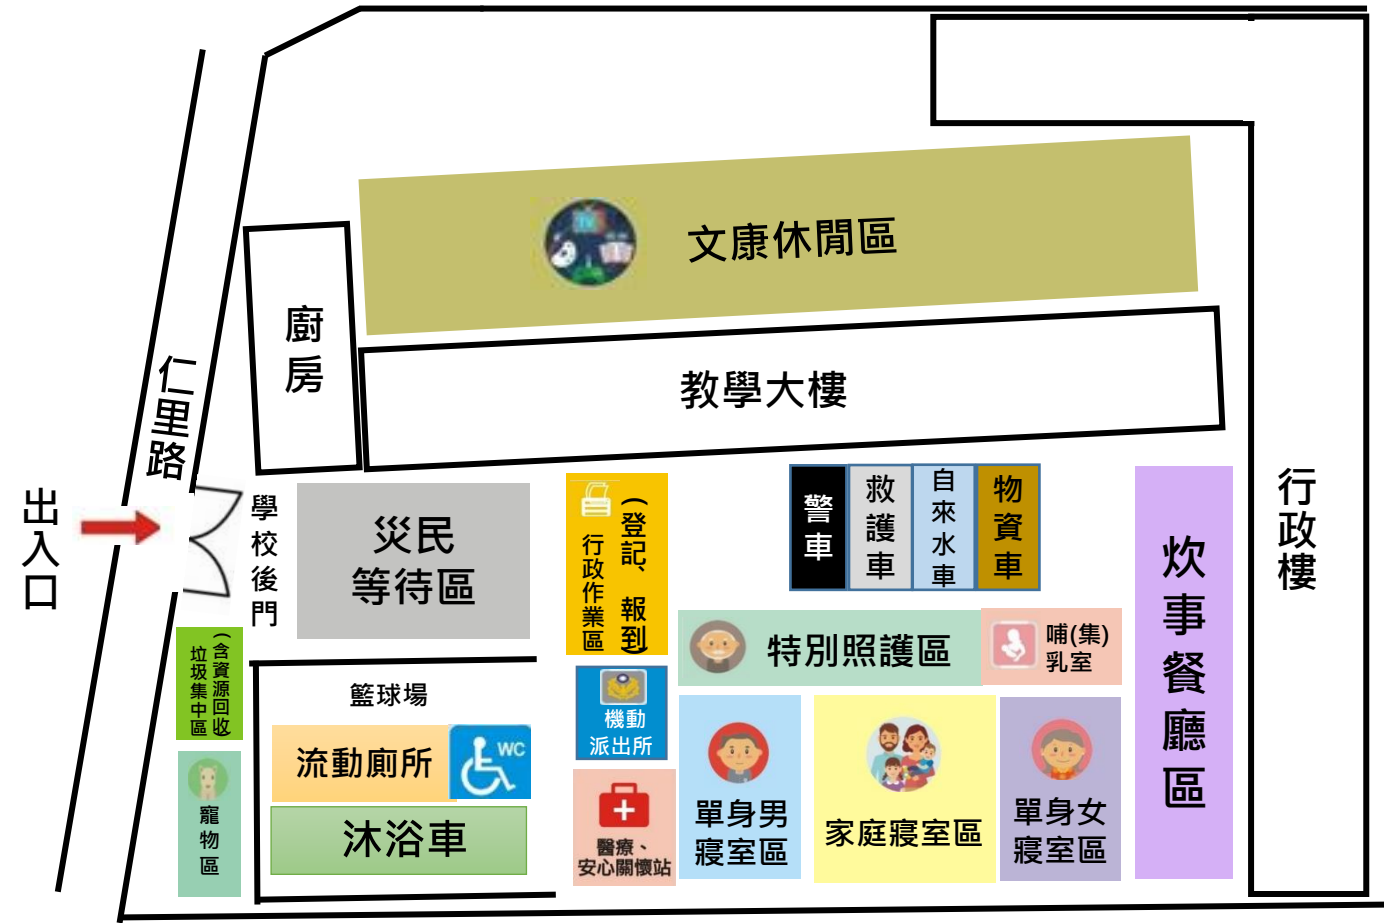 文康休閒區
廚房
教學大樓
仁里路
出入口
學校後門
災民
等待區
行政作業區
(登記、報到)
警車
救護車
自來水車
物資車
炊事餐廳區
行政樓
特別照護區
哺(集)
乳室
垃圾集中區
(含資源回收)
籃球場
流動廁所
WC
沐浴車
寵物區
機動
派出所
醫療、
安心關懷站
單身男
寢室區
家庭寢室區
單身女
寢室區